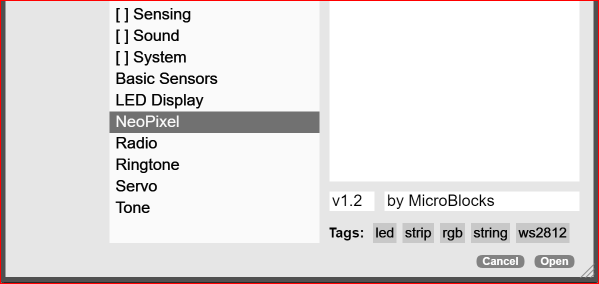 [ ] Sensing
[ ] Sound
[ ] System
Basic Sensors
LED Display
NeoPixel
Radio
Ringtone
Servo
Tone
v1.2 by MicroBlocks
Tags: led strip rgb string ws2812
Cancel Open